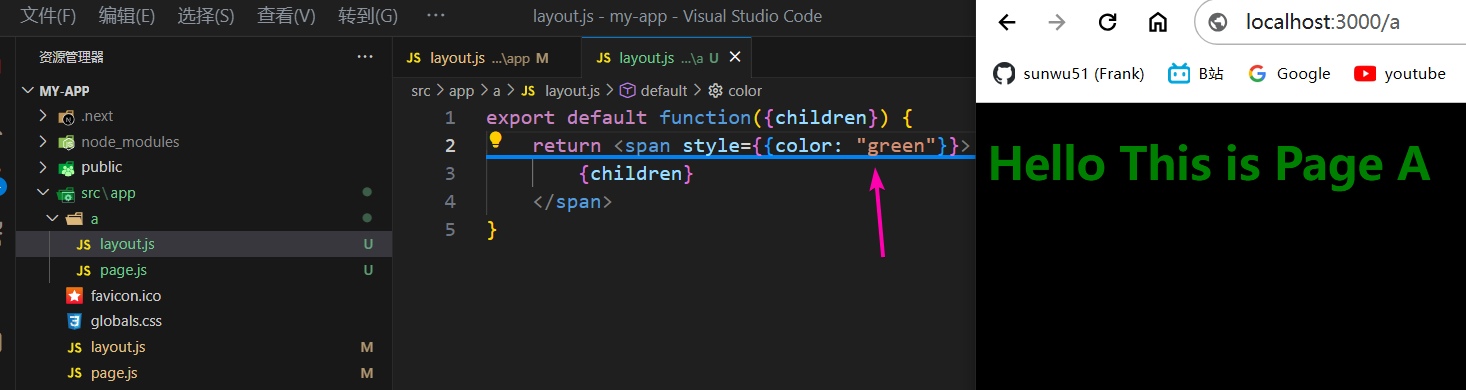 文件(F) 编辑(E) 选择(S) 查看(V) 转到(G) ··· layout.js - my-app - Visual Studio Code
localhost:3000/a
资源管理器 ···
JS layout.js ...\app M JS layout.js ...\a U
sunwu51 (Frank) B站 Google youtube
MY-APP
src > app > a > JS layout.js > default > color
.next
node_modules
public
src\app
a
JS layout.js U
JS page.js U
favicon.ico
globals.css
JS layout.js M
JS page.js M
1 export default function({children}) {
2 return <span style={{color: "green"}}>
3 {children}
4 </span>
5 }
Hello This is Page A